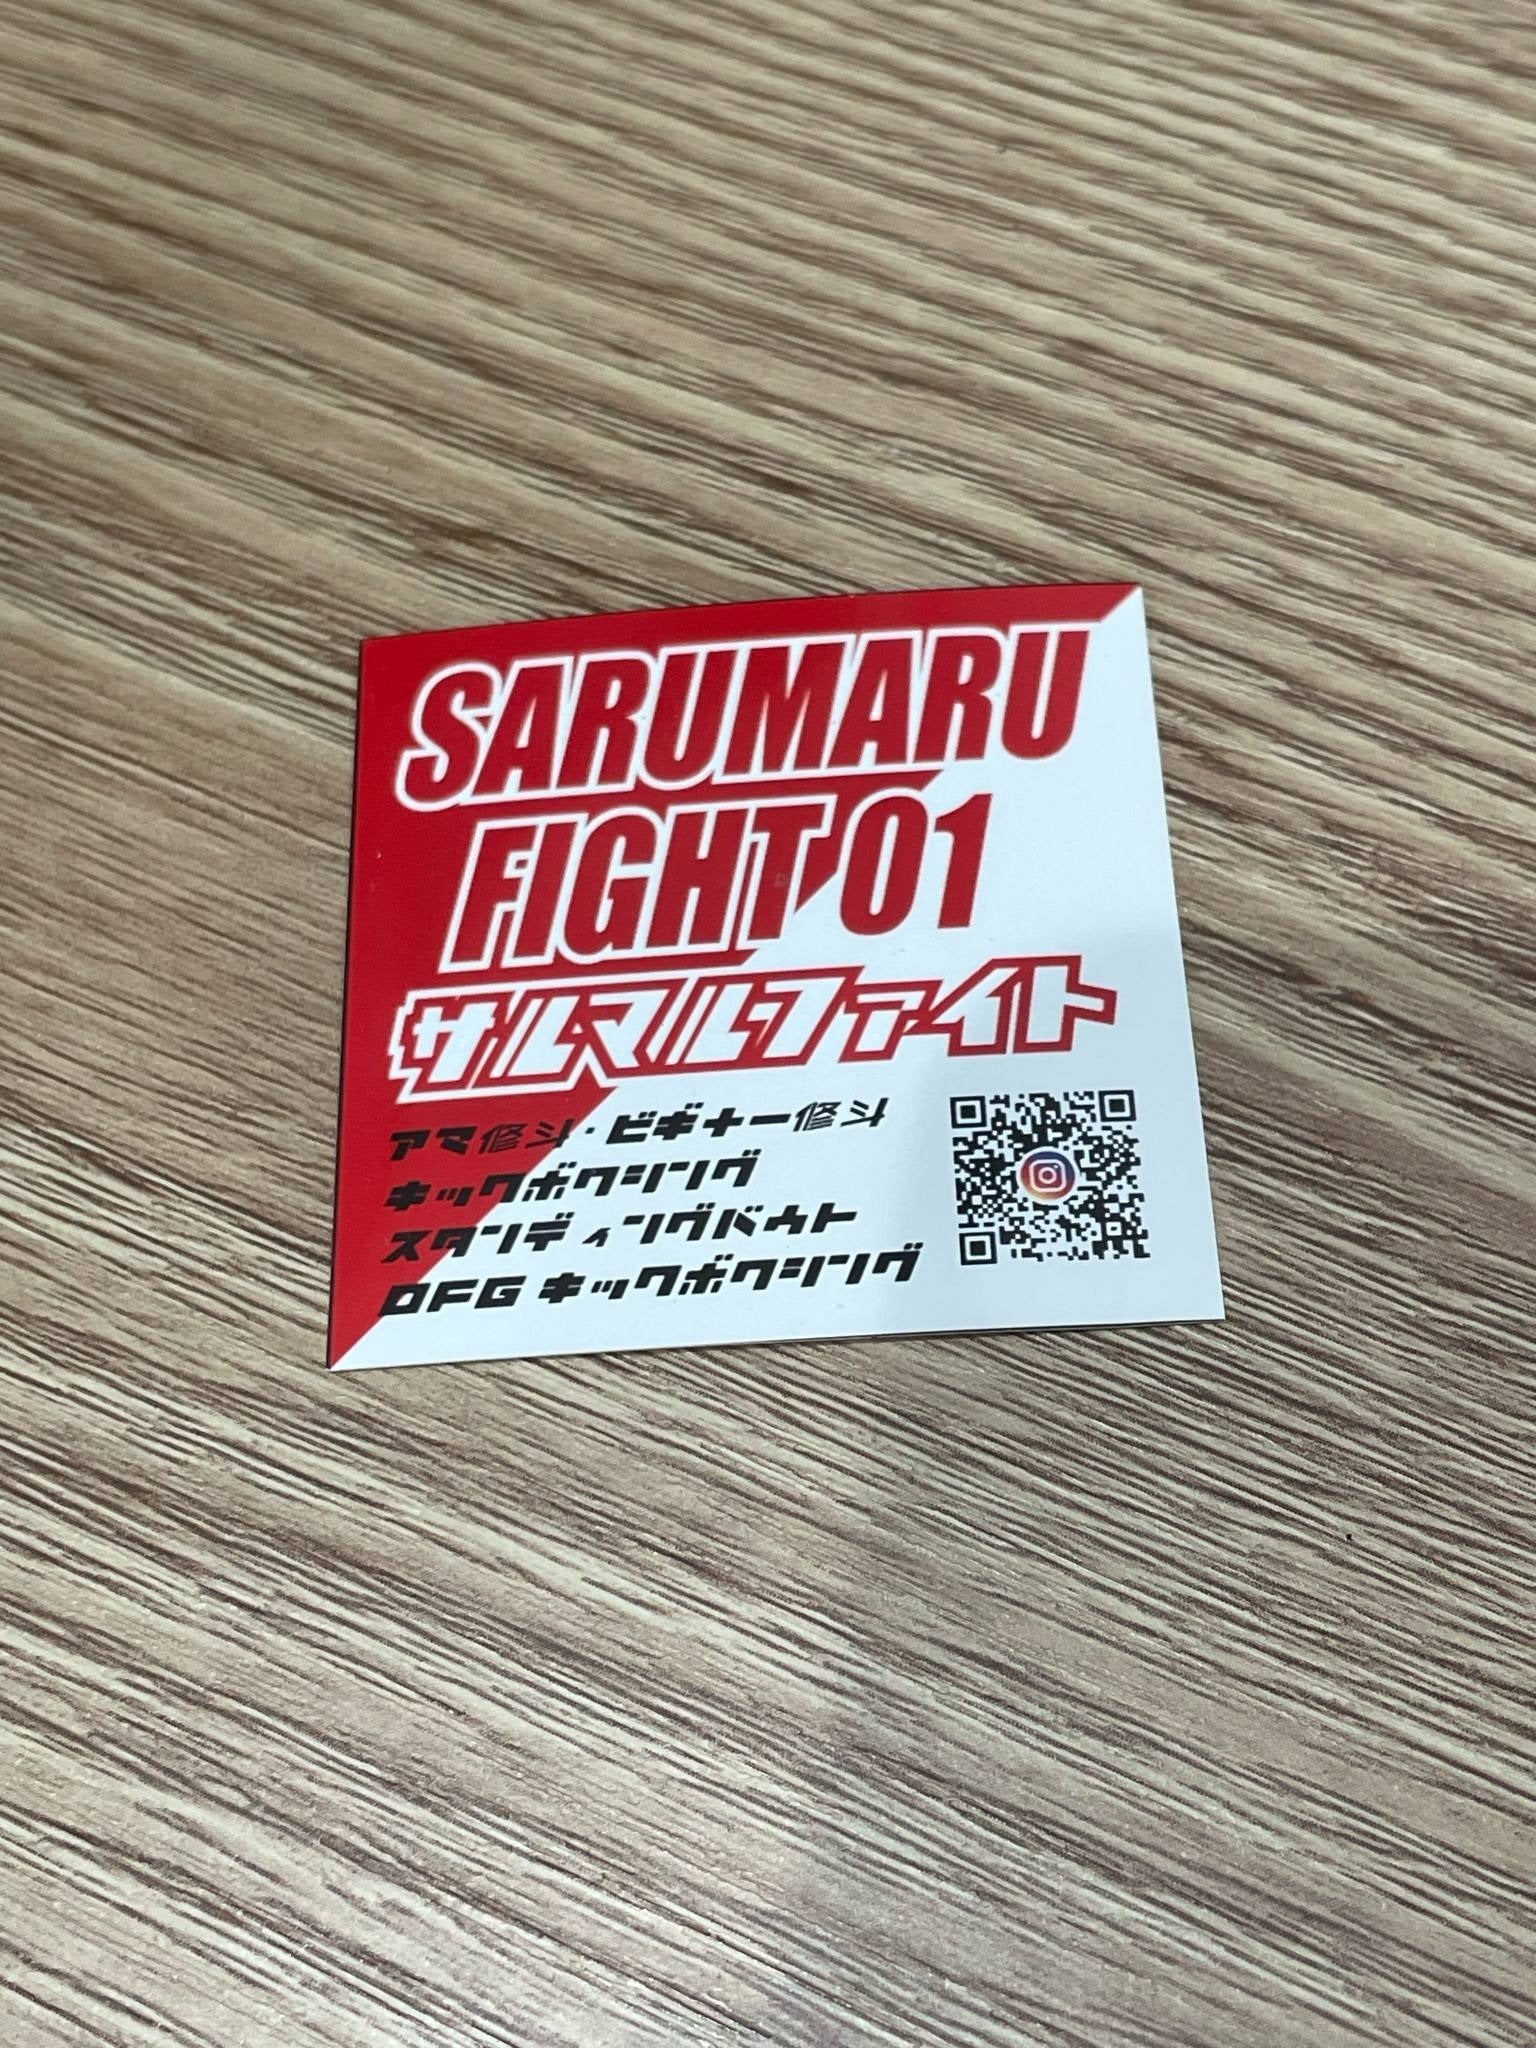 SARUMARU
FIGHT 01
サルマルファイト
アマ修斗・ビギナー修斗
キックボクシング
スタンディングバウト
DFG キックボクシング